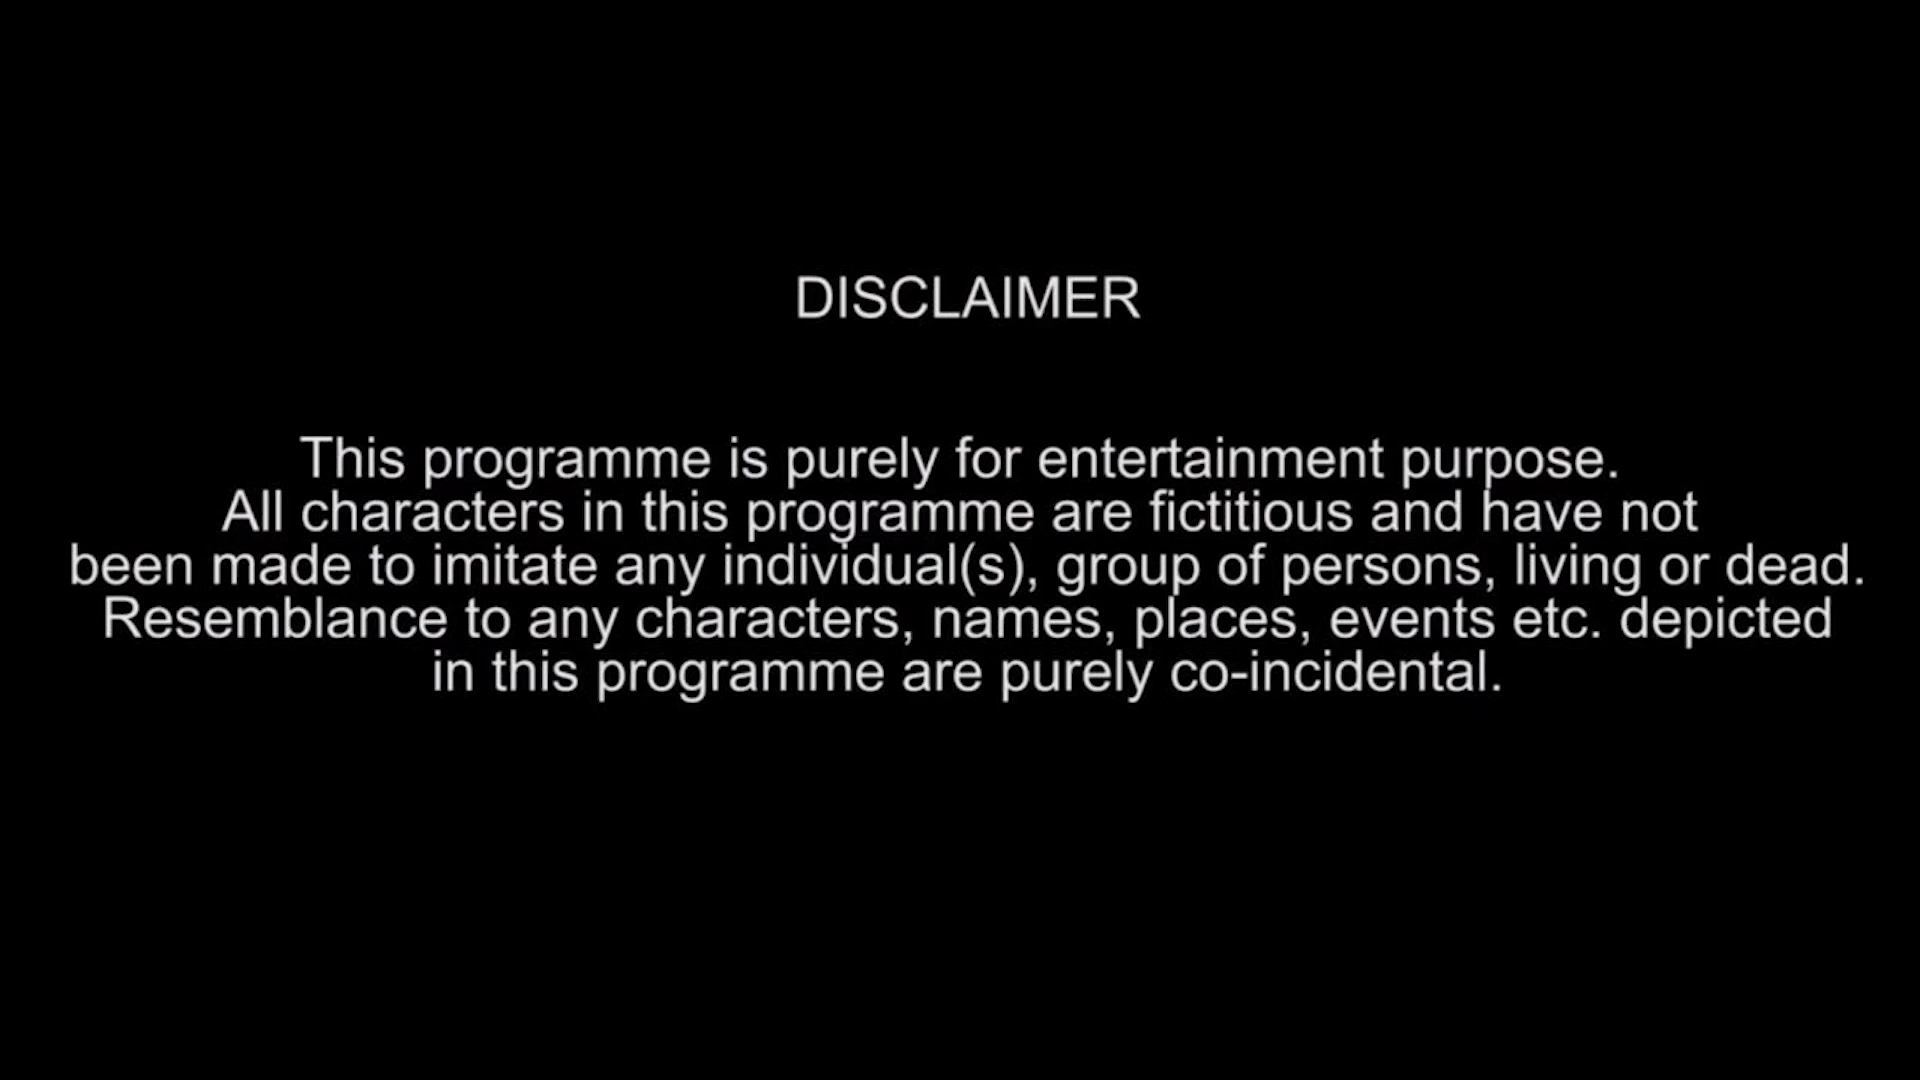 DISCLAIMER
This programme is purely for entertainment purpose.
All characters in this programme are fictitious and have not
been made to imitate any individual(s), group of persons, living or dead.
Resemblance to any characters, names, places, events etc. depicted
in this programme are purely co-incidental.